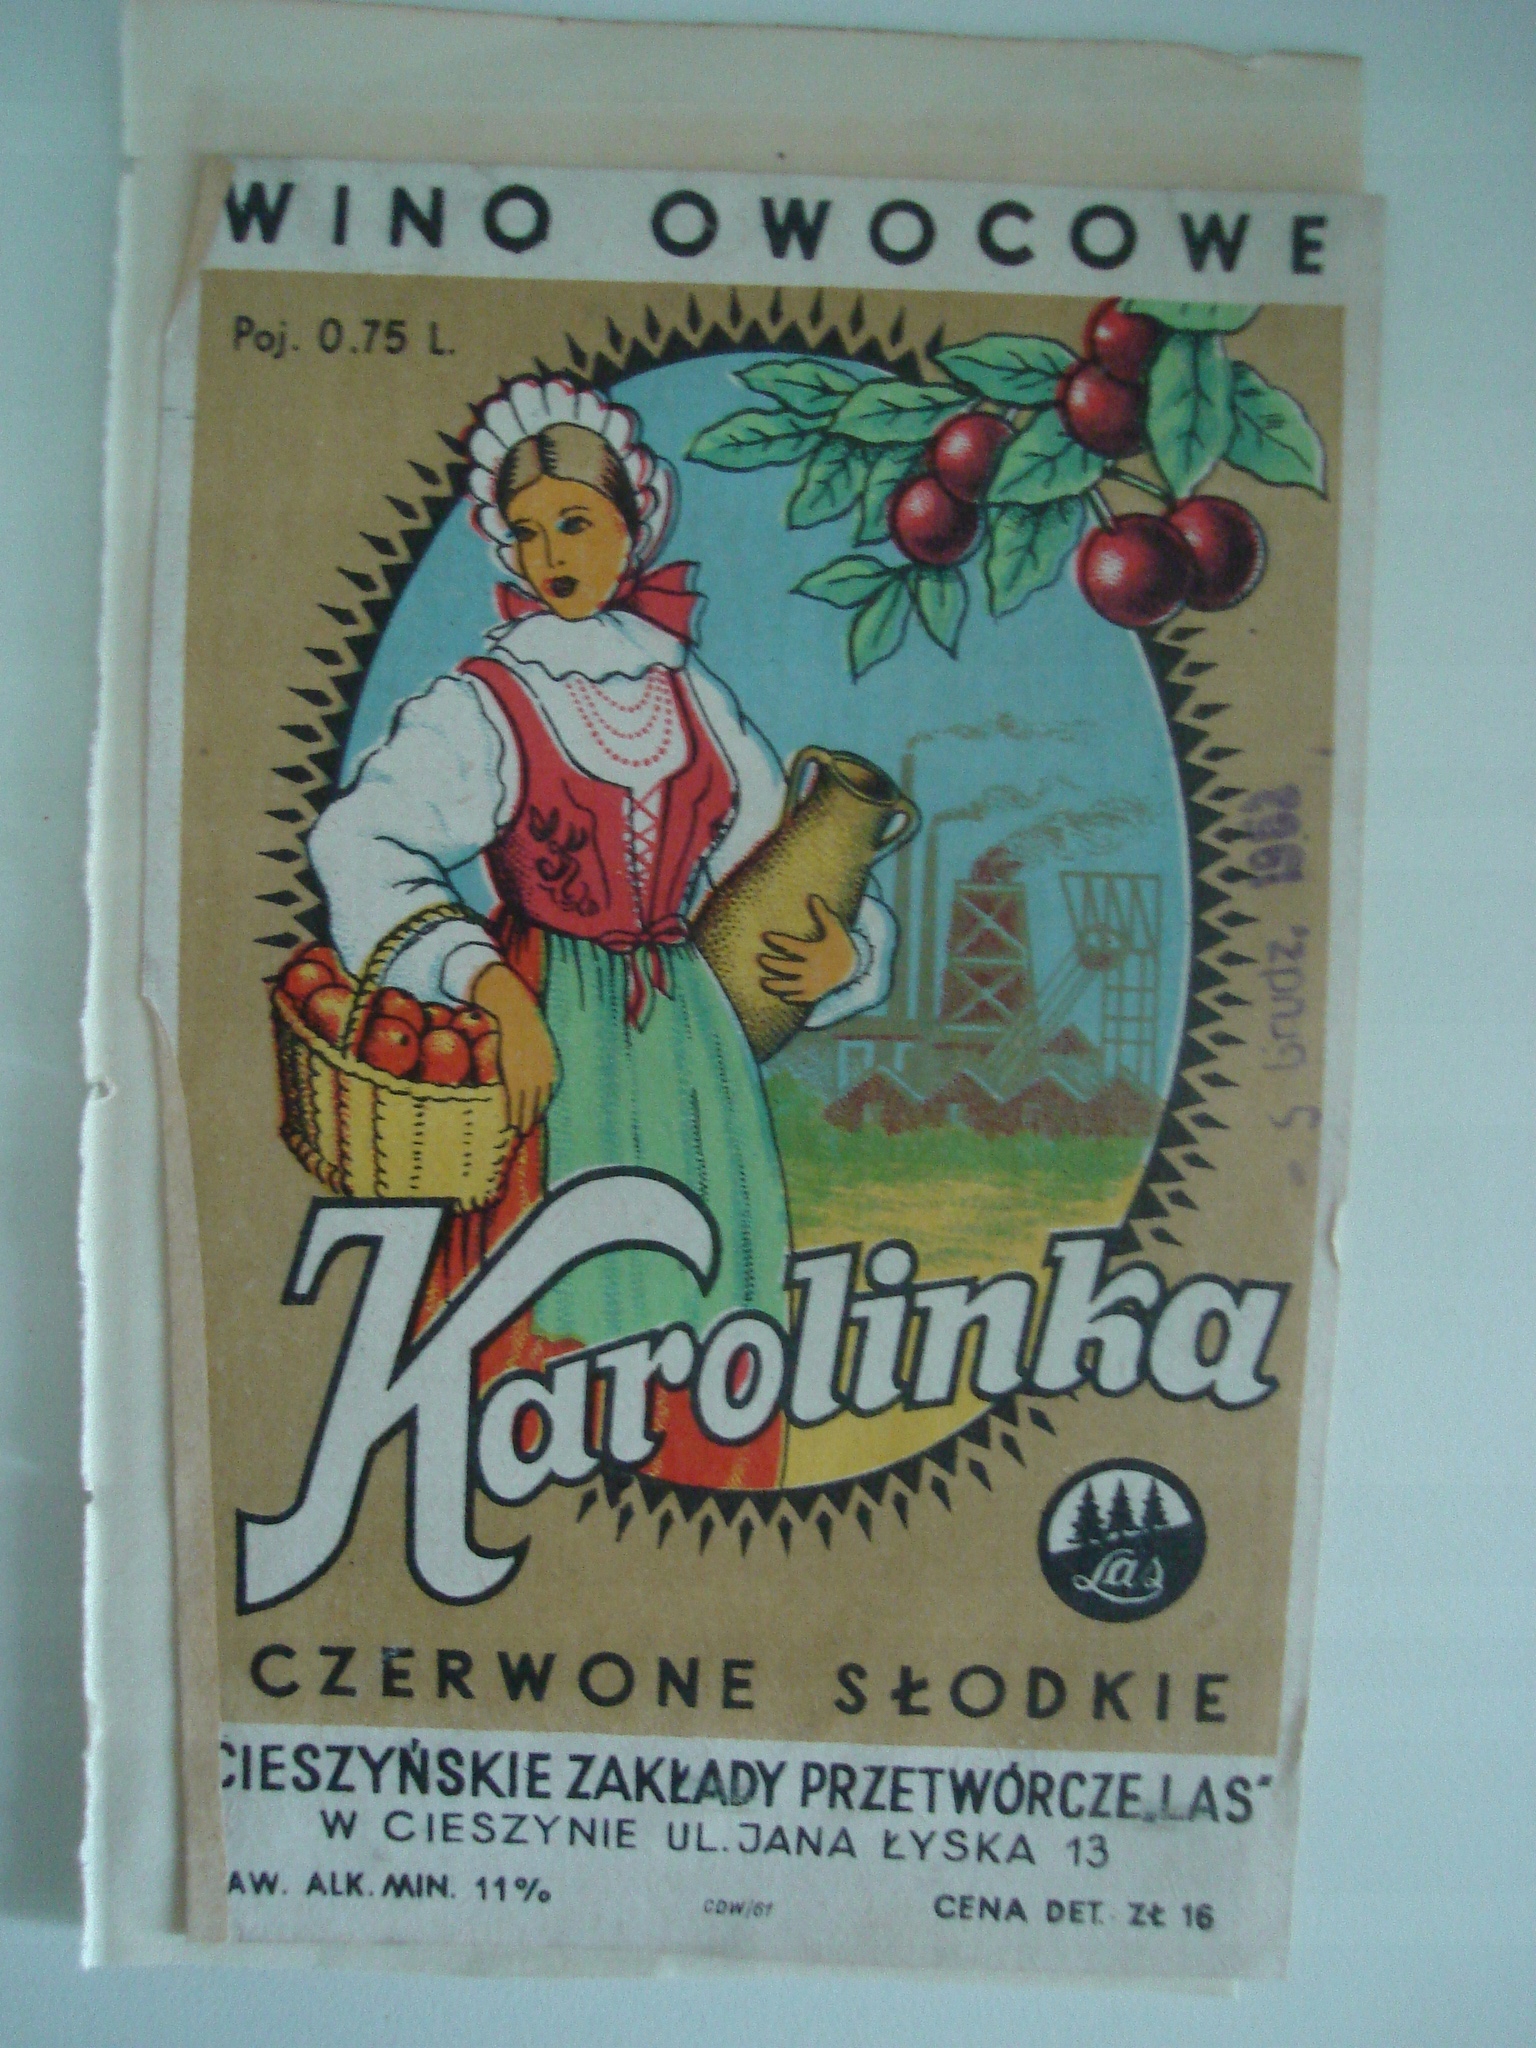 WINO OWOCOWE
Poj. 0.75 L.
Karolinka
Las
CZERWONE SŁODKIE
CIESZYŃSKIE ZAKŁADY PRZETWÓRCZE „LAS"
W CIESZYNIE UL. JANA ŁYSKA 13
AW. ALK. MIN. 11%
CDW/61
CENA DET. ZŁ 16